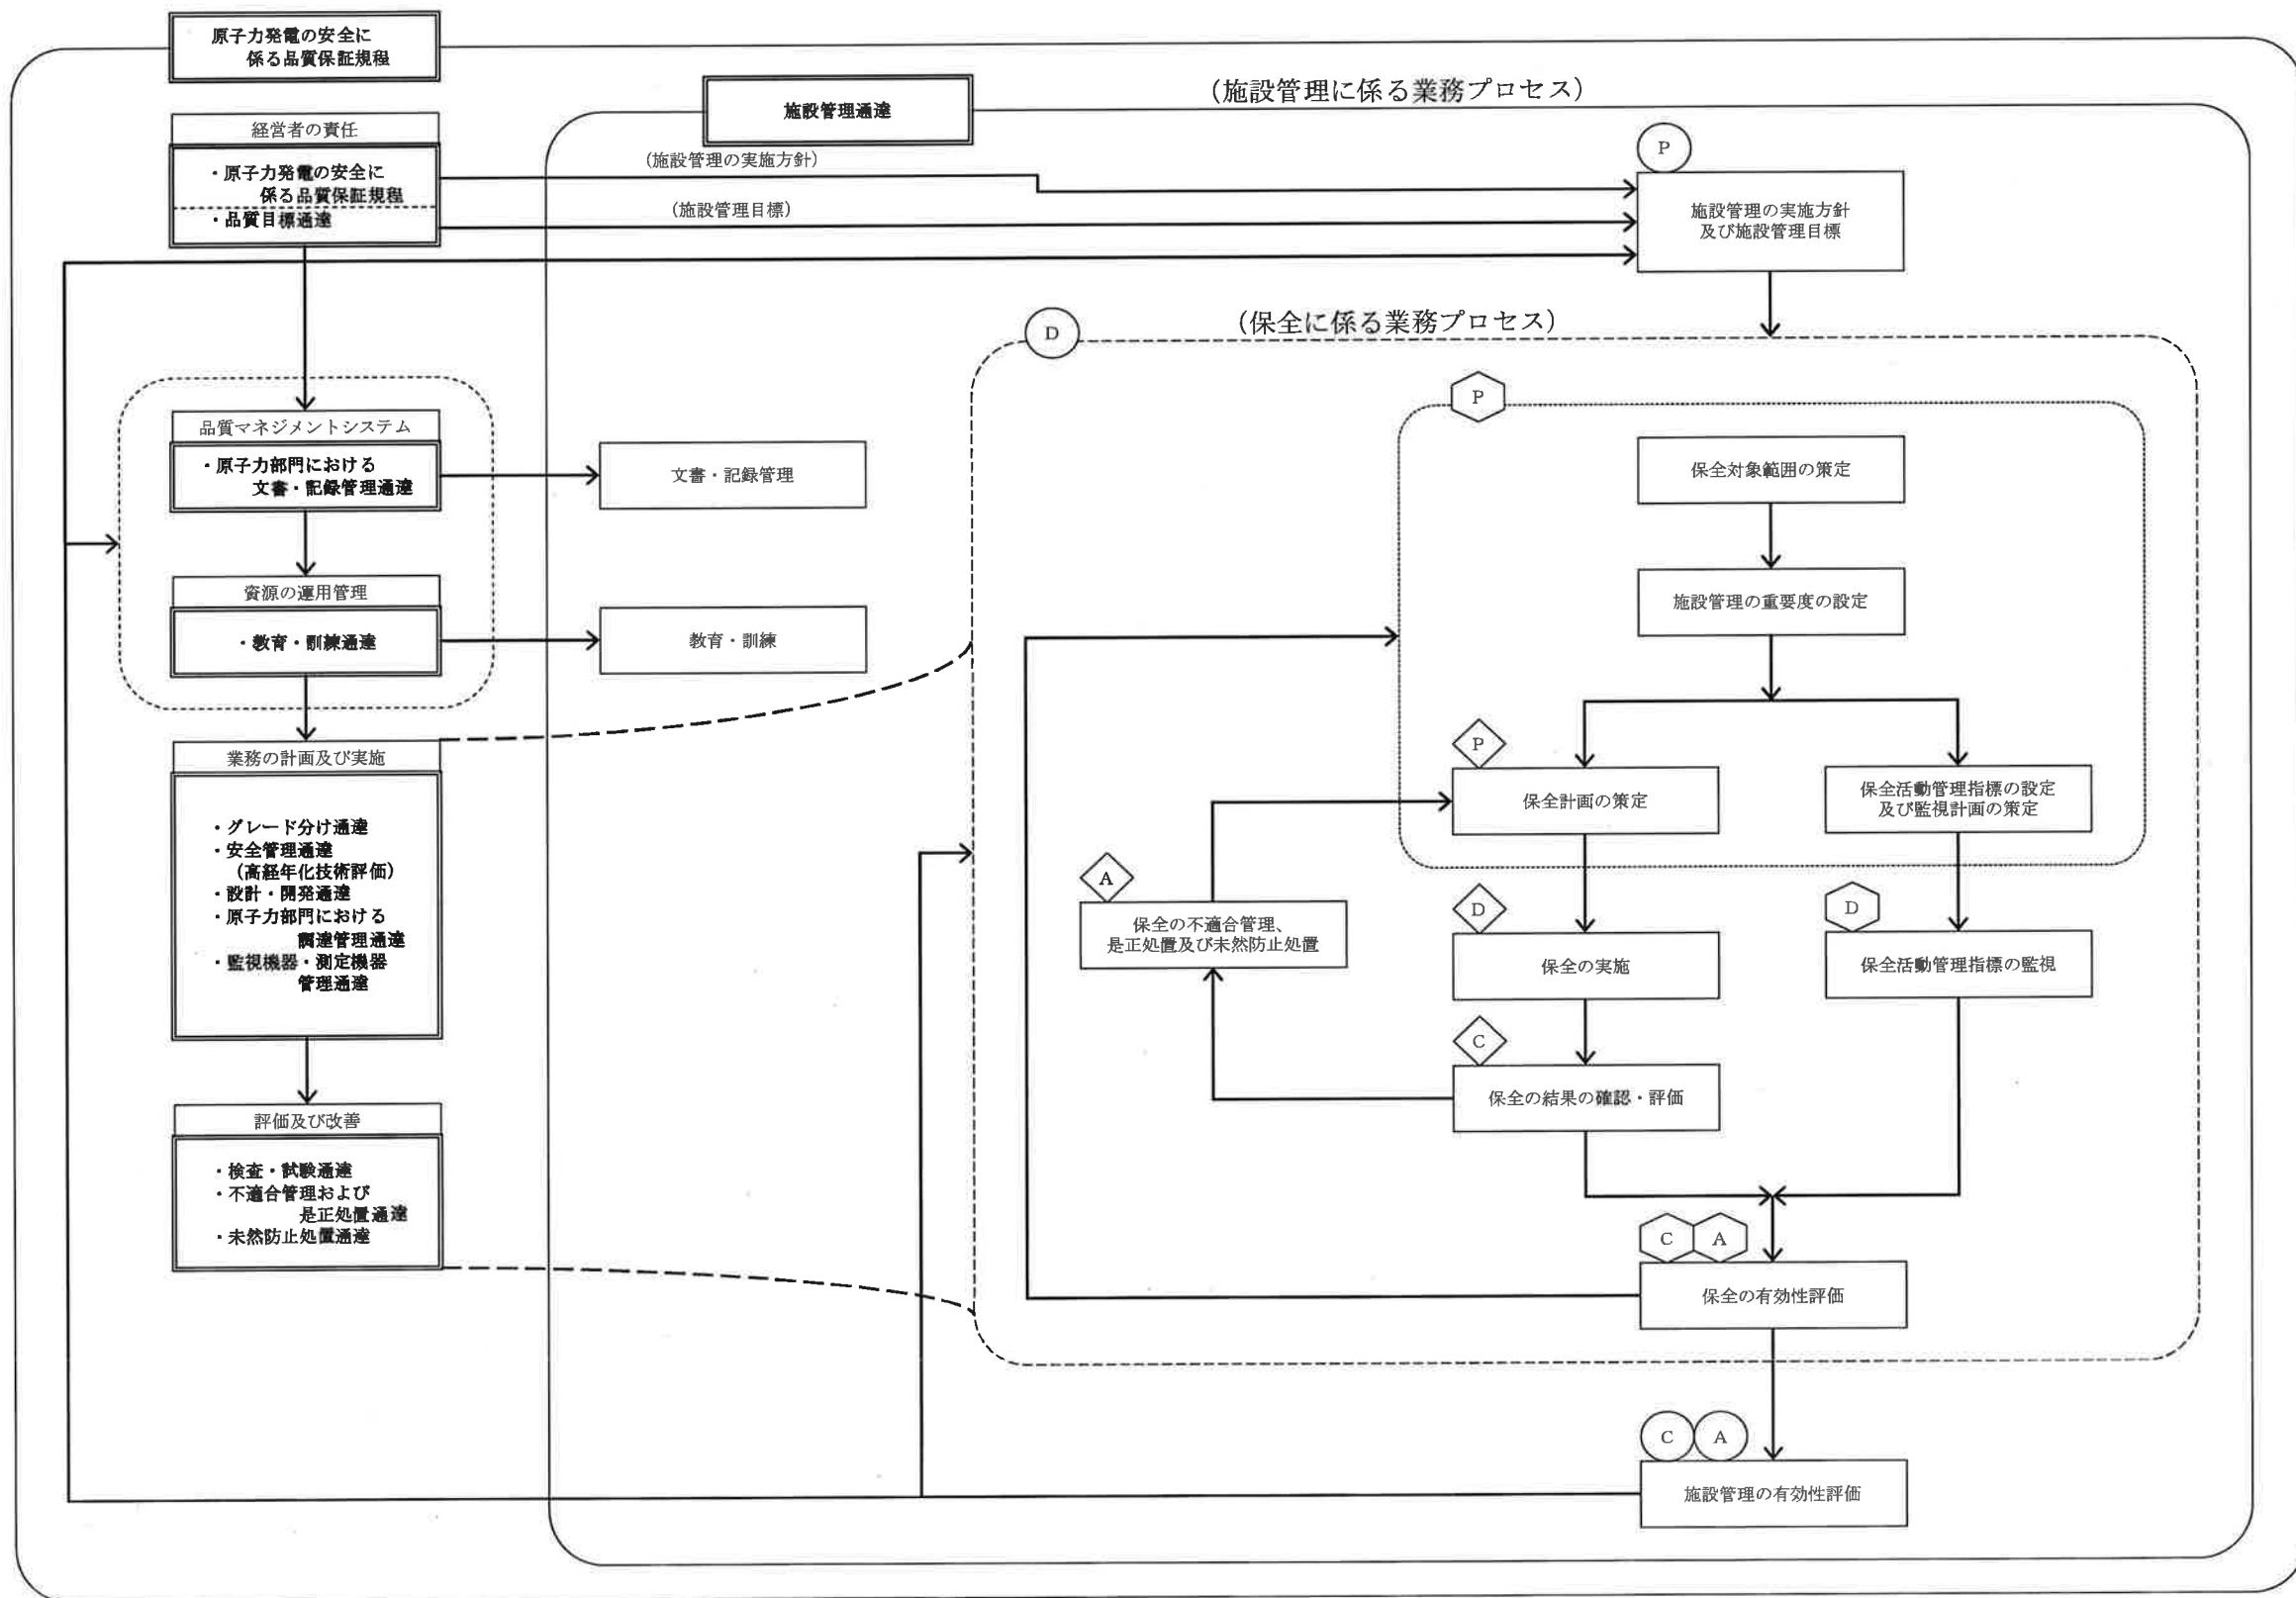 原子力発電の安全に
係る品質保証規程
施設管理通達
（施設管理に係る業務プロセス）
経営者の責任
・原子力発電の安全に
係る品質保証規程
・品質目標通達
（施設管理の実施方針）
（施設管理目標）
P
施設管理の実施方針
及び施設管理目標
D
（保全に係る業務プロセス）
品質マネジメントシステム
・原子力部門における
文書・記録管理通達
文書・記録管理
資源の運用管理
・教育・訓練通達
教育・訓練
業務の計画及び実施
・グレード分け通達
・安全管理通達
（高経年化技術評価）
・設計・開発通達
・原子力部門における
調達管理通達
・監視機器・測定機器
管理通達
評価及び改善
・検査・試験通達
・不適合管理および
是正処置通達
・未然防止処置通達
P
保全対象範囲の策定
施設管理の重要度の設定
P
保全計画の策定
保全活動管理指標の設定
及び監視計画の策定
A
保全の不適合管理、
是正処置及び未然防止処置
D
保全の実施
D
保全活動管理指標の監視
C
保全の結果の確認・評価
C
A
保全の有効性評価
C
A
施設管理の有効性評価